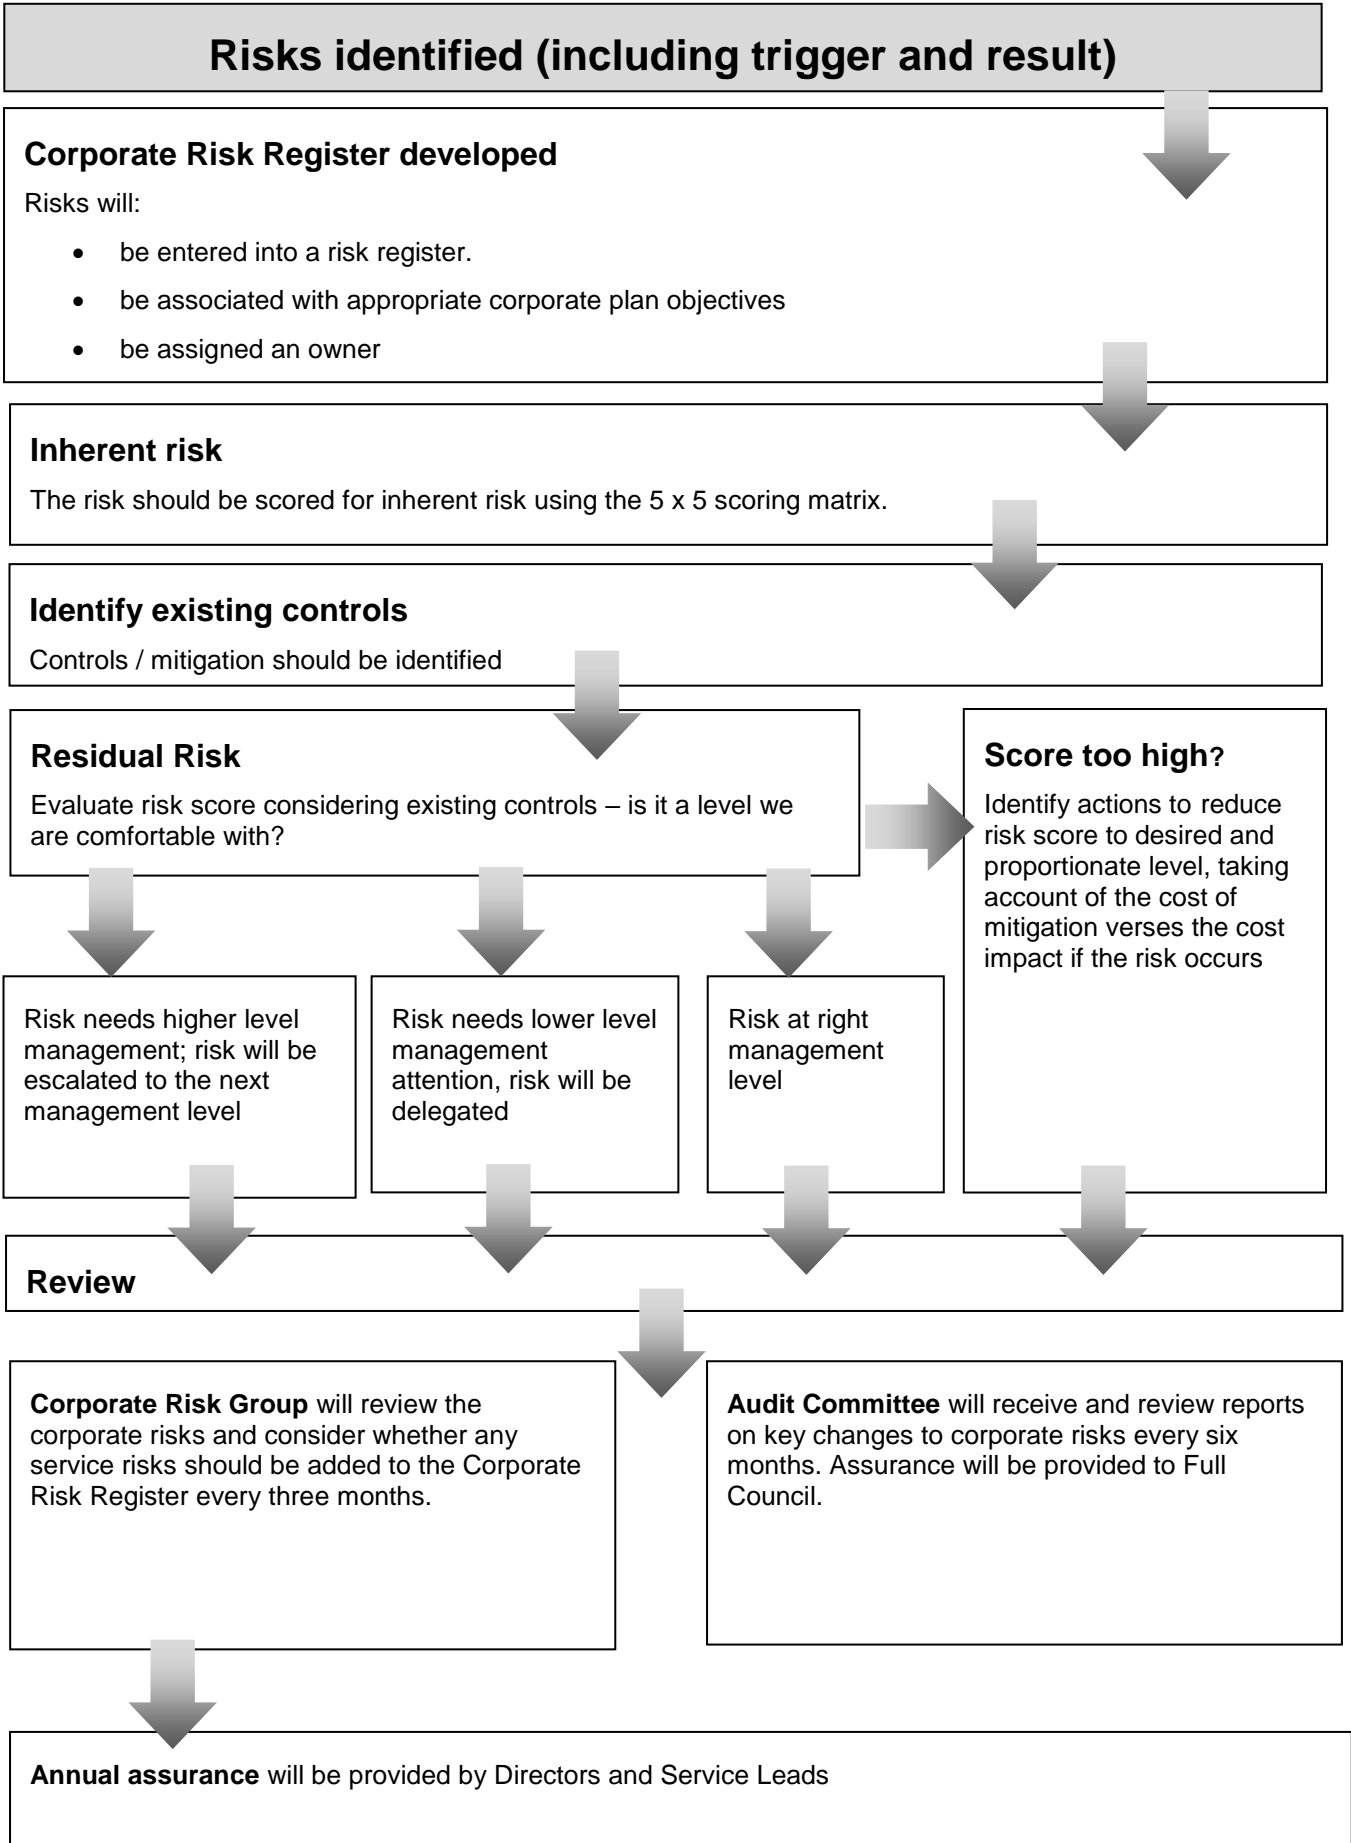 Risks identified (including trigger and result)
Corporate Risk Register developed
Risks will:
• be entered into a risk register.
• be associated with appropriate corporate plan objectives
• be assigned an owner
Inherent risk
The risk should be scored for inherent risk using the 5 x 5 scoring matrix.
Identify existing controls
Controls / mitigation should be identified
Residual Risk
Evaluate risk score considering existing controls – is it a level we
are comfortable with?
Score too high?
Identify actions to reduce
risk score to desired and
proportionate level, taking
account of the cost of
mitigation verses the cost
impact if the risk occurs
Risk needs higher level
management; risk will be
escalated to the next
management level
Risk needs lower level
management
attention, risk will be
delegated
Risk at right
management
level
Review
Corporate Risk Group will review the
corporate risks and consider whether any
service risks should be added to the Corporate
Risk Register every three months.
Audit Committee will receive and review reports
on key changes to corporate risks every six
months. Assurance will be provided to Full
Council.
Annual assurance will be provided by Directors and Service Leads